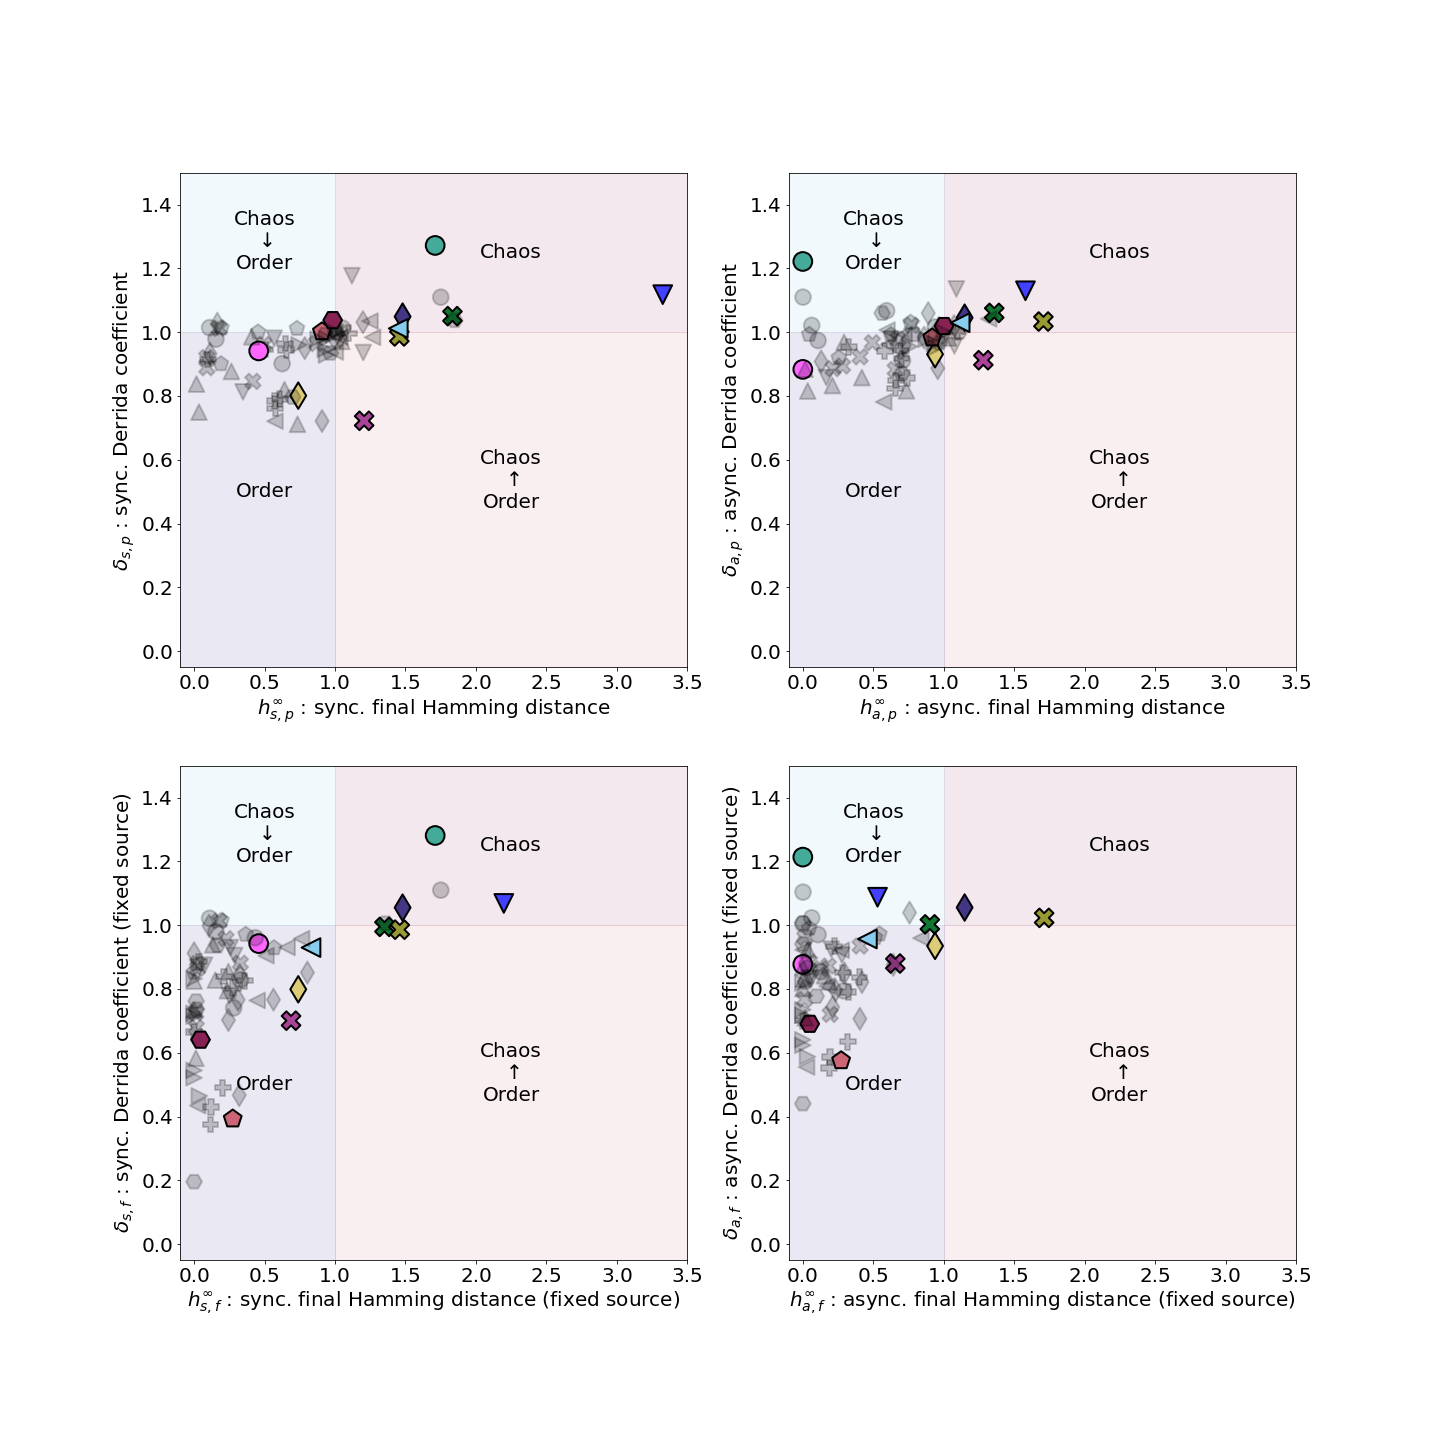 1.4
1.2
1.0
0.8
0.6
0.4
0.2
0.0
δs,p : sync. Derrida coefficient
Chaos
↓
Order
Chaos
Order
Chaos
↑
Order
0.0 0.5 1.0 1.5 2.0 2.5 3.0 3.5
h∞s,p : sync. final Hamming distance
1.4
1.2
1.0
0.8
0.6
0.4
0.2
0.0
δa,p : async. Derrida coefficient
Chaos
↓
Order
Chaos
Order
Chaos
↑
Order
0.0 0.5 1.0 1.5 2.0 2.5 3.0 3.5
h∞a,p : async. final Hamming distance
1.4
1.2
1.0
0.8
0.6
0.4
0.2
0.0
δs,f : sync. Derrida coefficient (fixed source)
Chaos
↓
Order
Chaos
Order
Chaos
↑
Order
0.0 0.5 1.0 1.5 2.0 2.5 3.0 3.5
h∞s,f : sync. final Hamming distance (fixed source)
1.4
1.2
1.0
0.8
0.6
0.4
0.2
0.0
δa,f : async. Derrida coefficient (fixed source)
Chaos
↓
Order
Chaos
Order
Chaos
↑
Order
0.0 0.5 1.0 1.5 2.0 2.5 3.0 3.5
h∞a,f : async. final Hamming distance (fixed source)